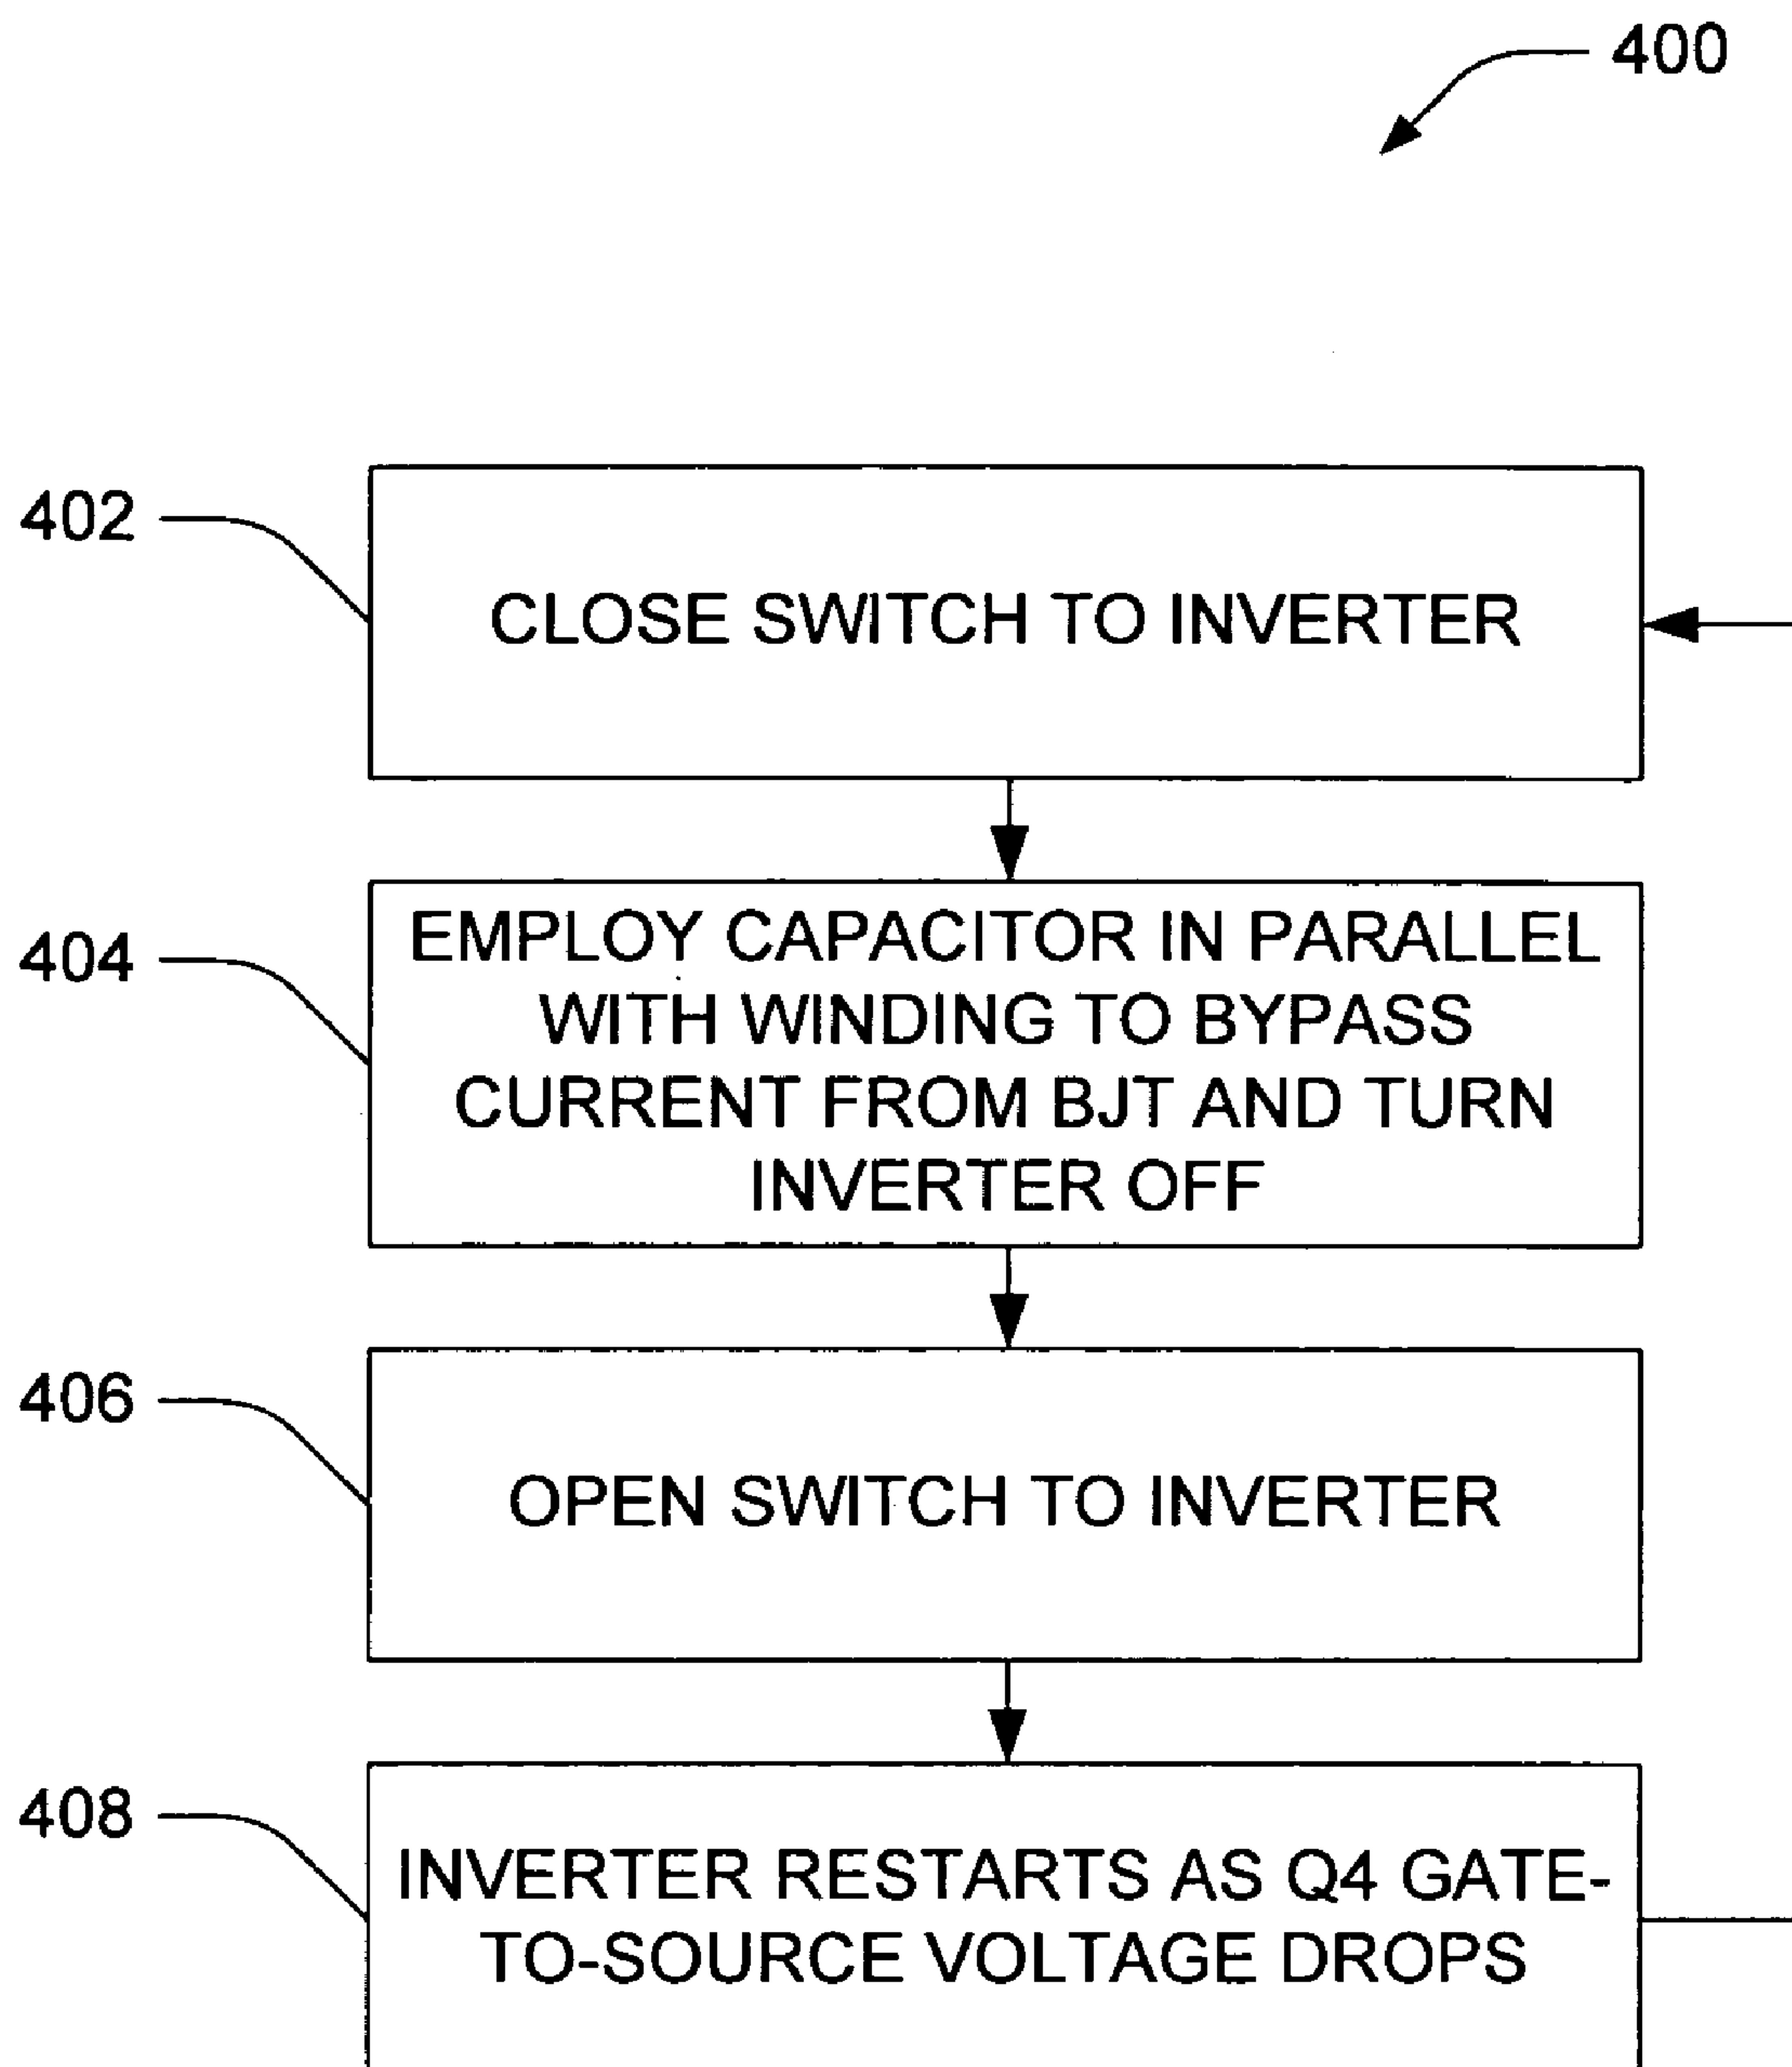 400
402
CLOSE SWITCH TO INVERTER
404
EMPLOY CAPACITOR IN PARALLEL
WITH WINDING TO BYPASS
CURRENT FROM BJT AND TURN
INVERTER OFF
406
OPEN SWITCH TO INVERTER
408
INVERTER RESTARTS AS Q4 GATE-
TO-SOURCE VOLTAGE DROPS